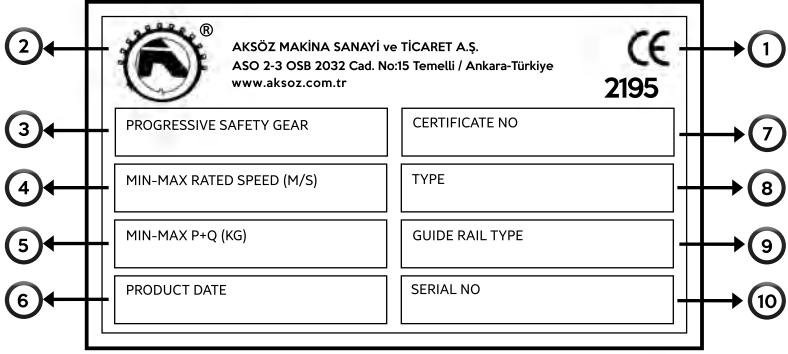 ®
AKSÖZ MAKİNA SANAYİ ve TİCARET A.Ş.
ASO 2-3 OSB 2032 Cad. No:15 Temelli / Ankara-Türkiye
www.aksoz.com.tr
CE
2195
1
2
3
PROGRESSIVE SAFETY GEAR
CERTIFICATE NO
7
4
MIN-MAX RATED SPEED (M/S)
TYPE
8
5
MIN-MAX P+Q (KG)
GUIDE RAIL TYPE
9
6
PRODUCT DATE
SERIAL NO
10